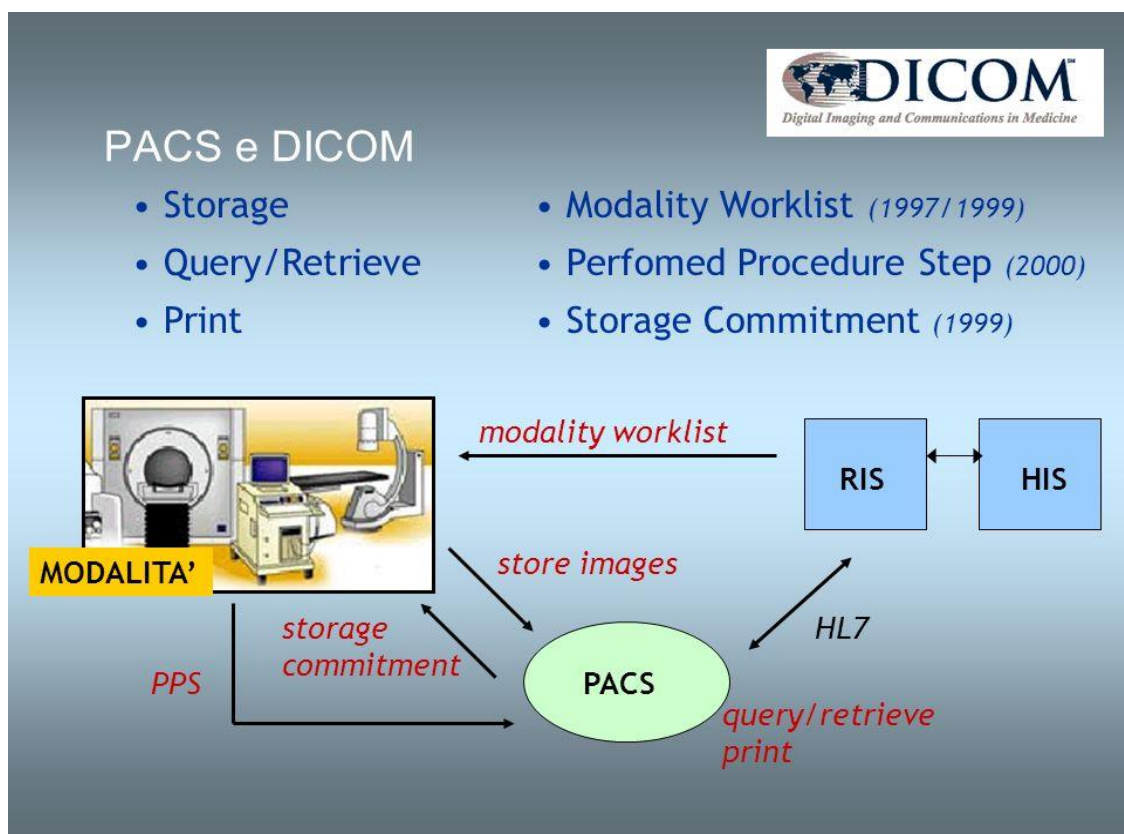 DICOM
SM
Digital Imaging and Communications in Medicine
PACS e DICOM
• Storage
• Query/Retrieve
• Print
• Modality Worklist (1997/1999)
• Perfomed Procedure Step (2000)
• Storage Commitment (1999)
modality worklist
RIS
HIS
MODALITA’
store images
HL7
storage
commitment
PPS
PACS
query/retrieve
print